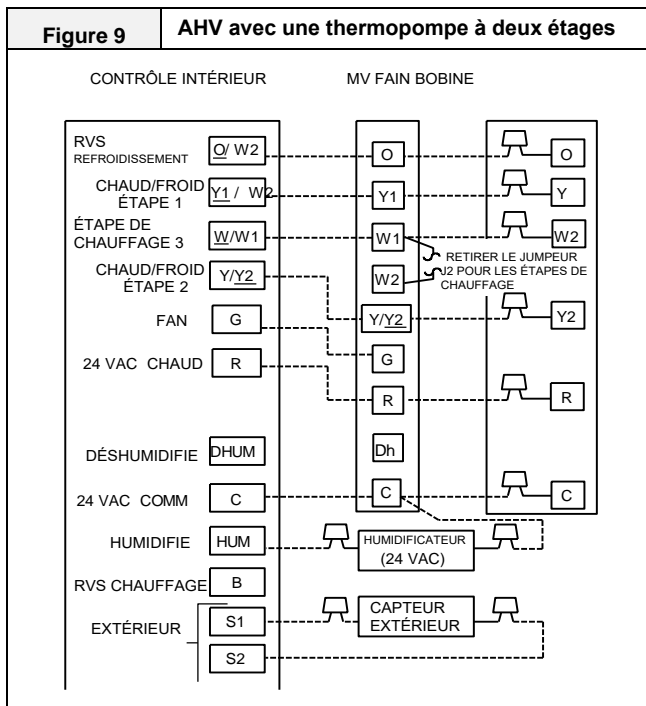 Figure 9
AHV avec une thermopompe à deux étages
CONTRÔLE INTÉRIEUR
MV FAIN BOBINE
RVS
REFROIDISSEMENT
O/ W2
O
O
CHAUD/FROID
ÉTAPE 1
Y1 / W2
Y1
Y
ÉTAPE DE
CHAUFFAGE 3
W/W1
W1
W2
RETIRER LE JUMPEUR
J2 POUR LES ÉTAPES DE
CHAUFFAGE
W2
CHAUD/FROID
ÉTAPE 2
Y/Y2
Y/Y2
Y2
FAN
G
G
24 VAC CHAUD
R
R
R
DÉSHUMIDIFIE
DHUM
Dh
24 VAC COMM
C
C
C
HUMIDIFIE
HUM
HUMIDIFICATEUR
(24 VAC)
RVS CHAUFFAGE
B
EXTÉRIEUR
S1
CAPTEUR
EXTÉRIEUR
S2